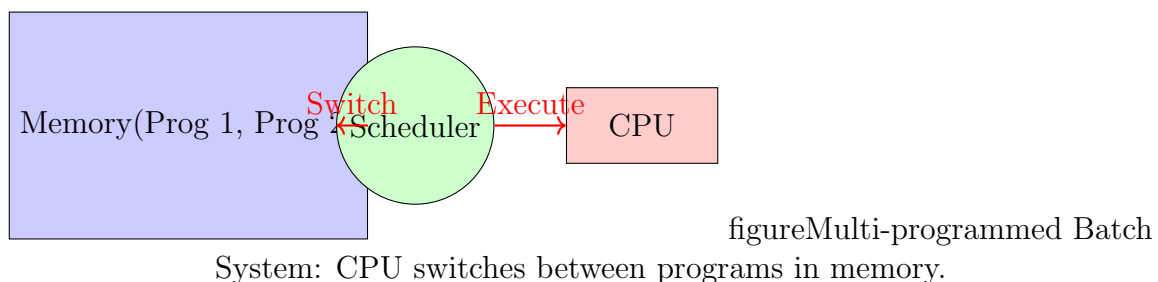 Switch
Execute
Memory(Prog 1, Prog 2
Scheduler
CPU
figureMulti-programmed Batch
System: CPU switches between programs in memory.